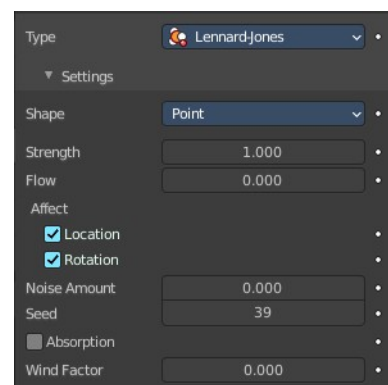 Type Lennard-Jones
Settings
Shape Point
Strength 1.000
Flow 0.000
Affect
Location
Rotation
Noise Amount 0.000
Seed 39
Absorption
Wind Factor 0.000